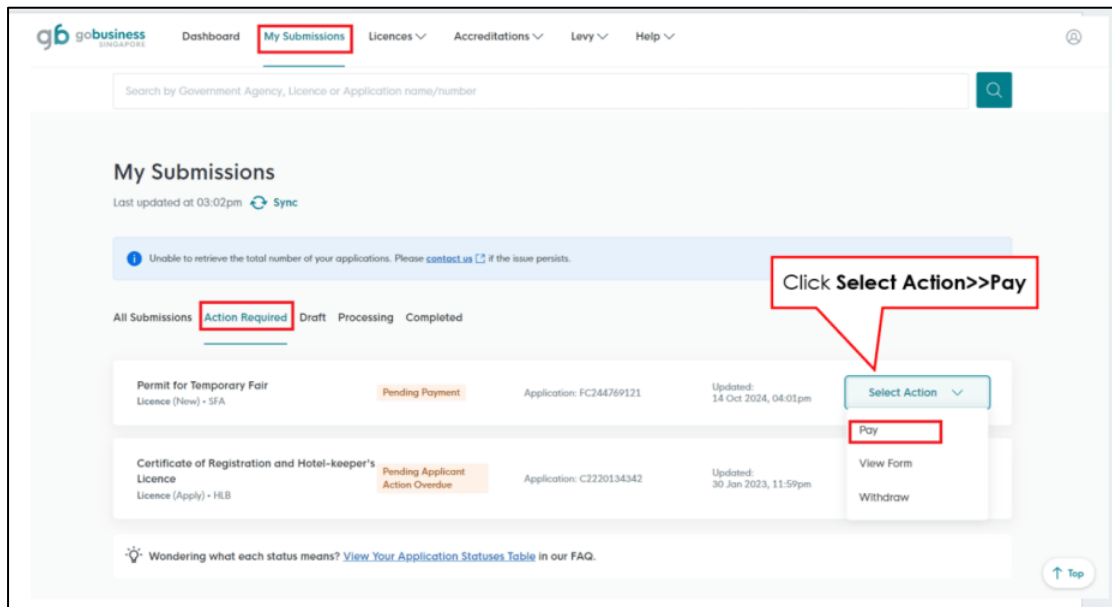 gobusiness
SINGAPORE
Dashboard My Submissions Licences Accreditations Levy Help
Search by Government Agency, Licence or Application name/number
My Submissions
Last updated at 03:02pm Sync
Unable to retrieve the total number of your applications. Please contact us if the issue persists.
Click Select Action>>Pay
All Submissions Action Required Draft Processing Completed
Permit for Temporary Fair
Licence (New) • SFA
Pending Payment
Application: FC244769121
Updated:
14 Oct 2024, 04:01pm
Select Action
Pay
View Form
Withdraw
Certificate of Registration and Hotel-keeper's
Licence
Licence (Apply) • HLB
Pending Applicant
Action Overdue
Application: C2220134342
Updated:
30 Jan 2023, 11:59pm
Wondering what each status means? View Your Application Statuses Table in our FAQ.
Top